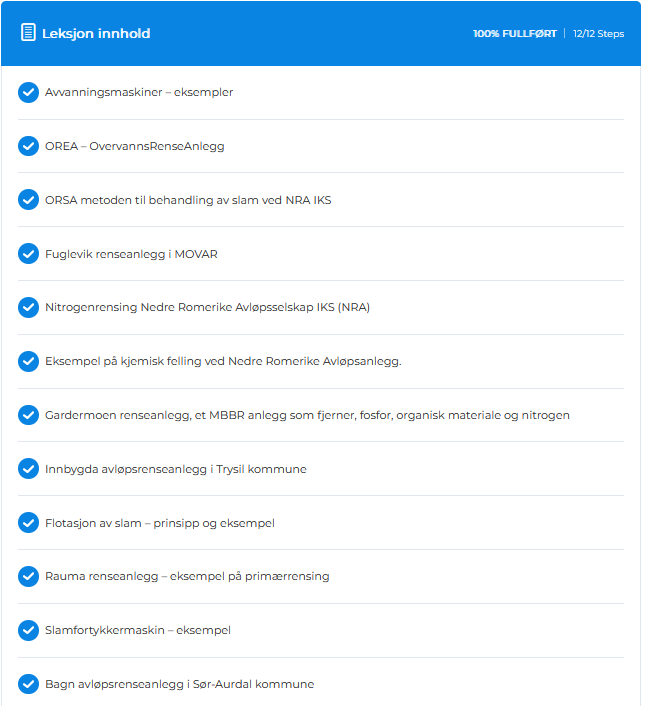 Leksjon innhold
100% FULLFØRT | 12/12 Steps
Avvanningsmaskiner – eksempler
OREA – OvervannsRenseAnlegg
ORSA metoden til behandling av slam ved NRA IKS
Fuglevik renseanlegg i MOVAR
Nitrogenrensing Nedre Romerike Avløpsselskap IKS (NRA)
Eksempel på kjemisk felling ved Nedre Romerike Avløpsanlegg.
Gardermoen renseanlegg, et MBBR anlegg som fjerner, fosfor, organisk materiale og nitrogen
Innbygda avløpsrenseanlegg i Trysil kommune
Flotasjon av slam – prinsipp og eksempel
Rauma renseanlegg – eksempel på primærrensing
Slamfortykkermaskin – eksempel
Bagn avløpsrenseanlegg i Sør-Aurdal kommune